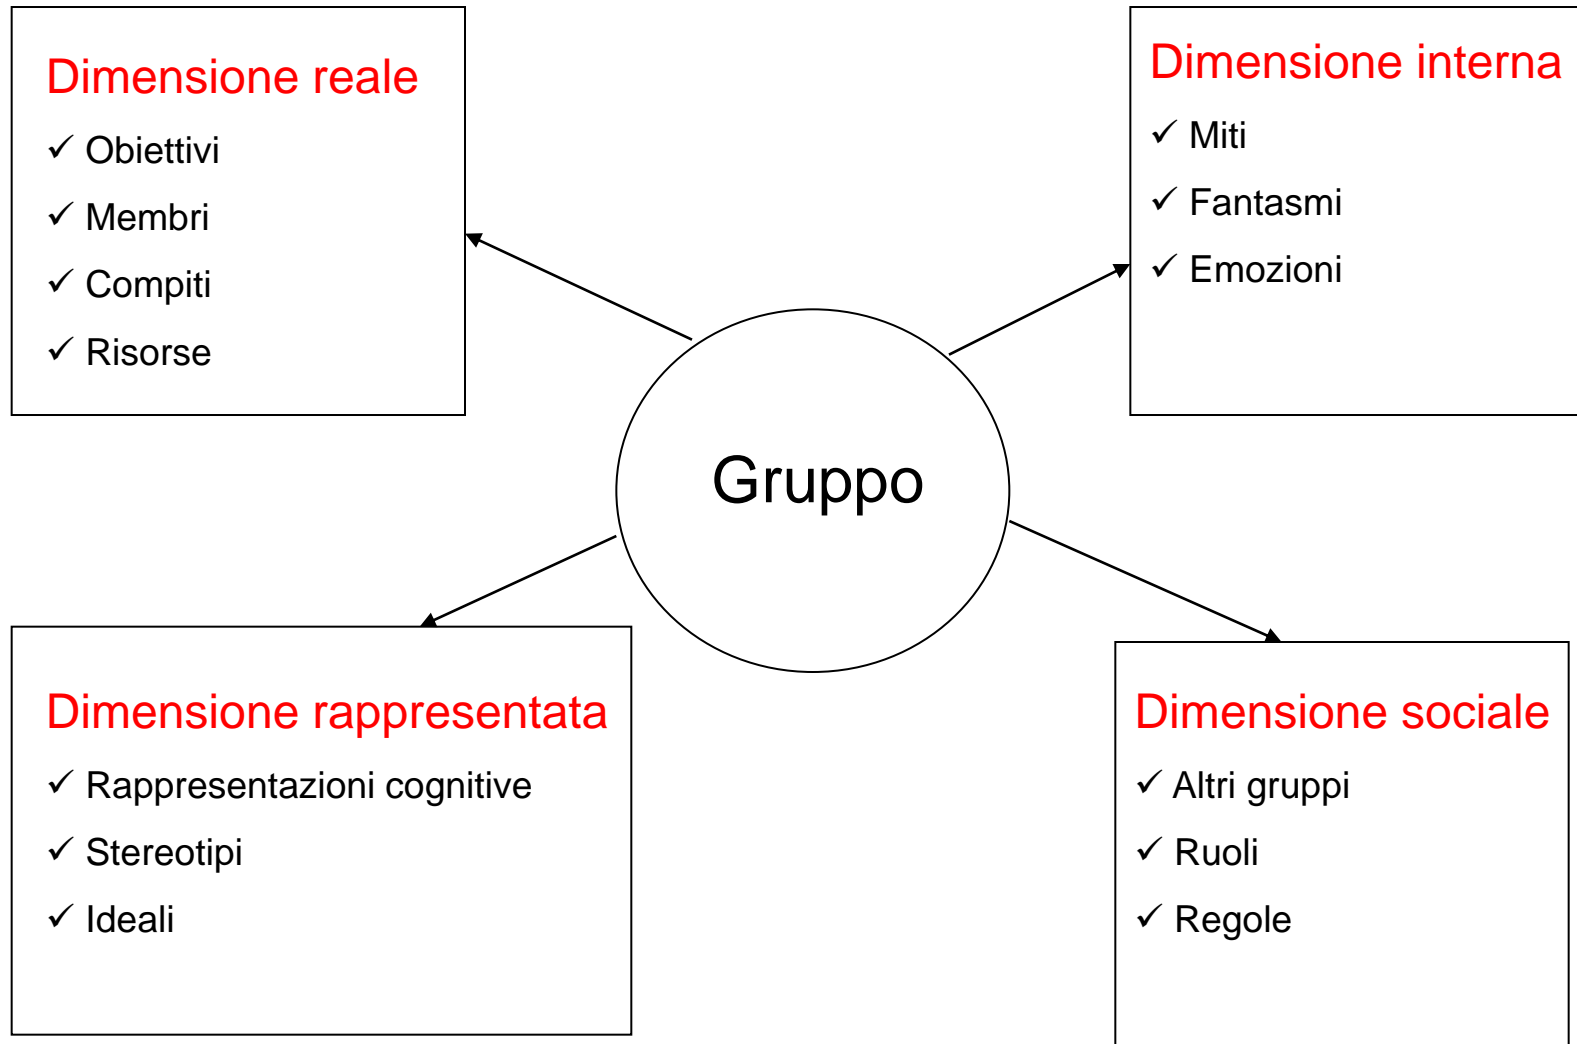 Dimensione reale
✓ Obiettivi
✓ Membri
✓ Compiti
✓ Risorse
Dimensione interna
✓ Miti
✓ Fantasmi
✓ Emozioni
Gruppo
Dimensione rappresentata
✓ Rappresentazioni cognitive
✓ Stereotipi
✓ Ideali
Dimensione sociale
✓ Altri gruppi
✓ Ruoli
✓ Regole